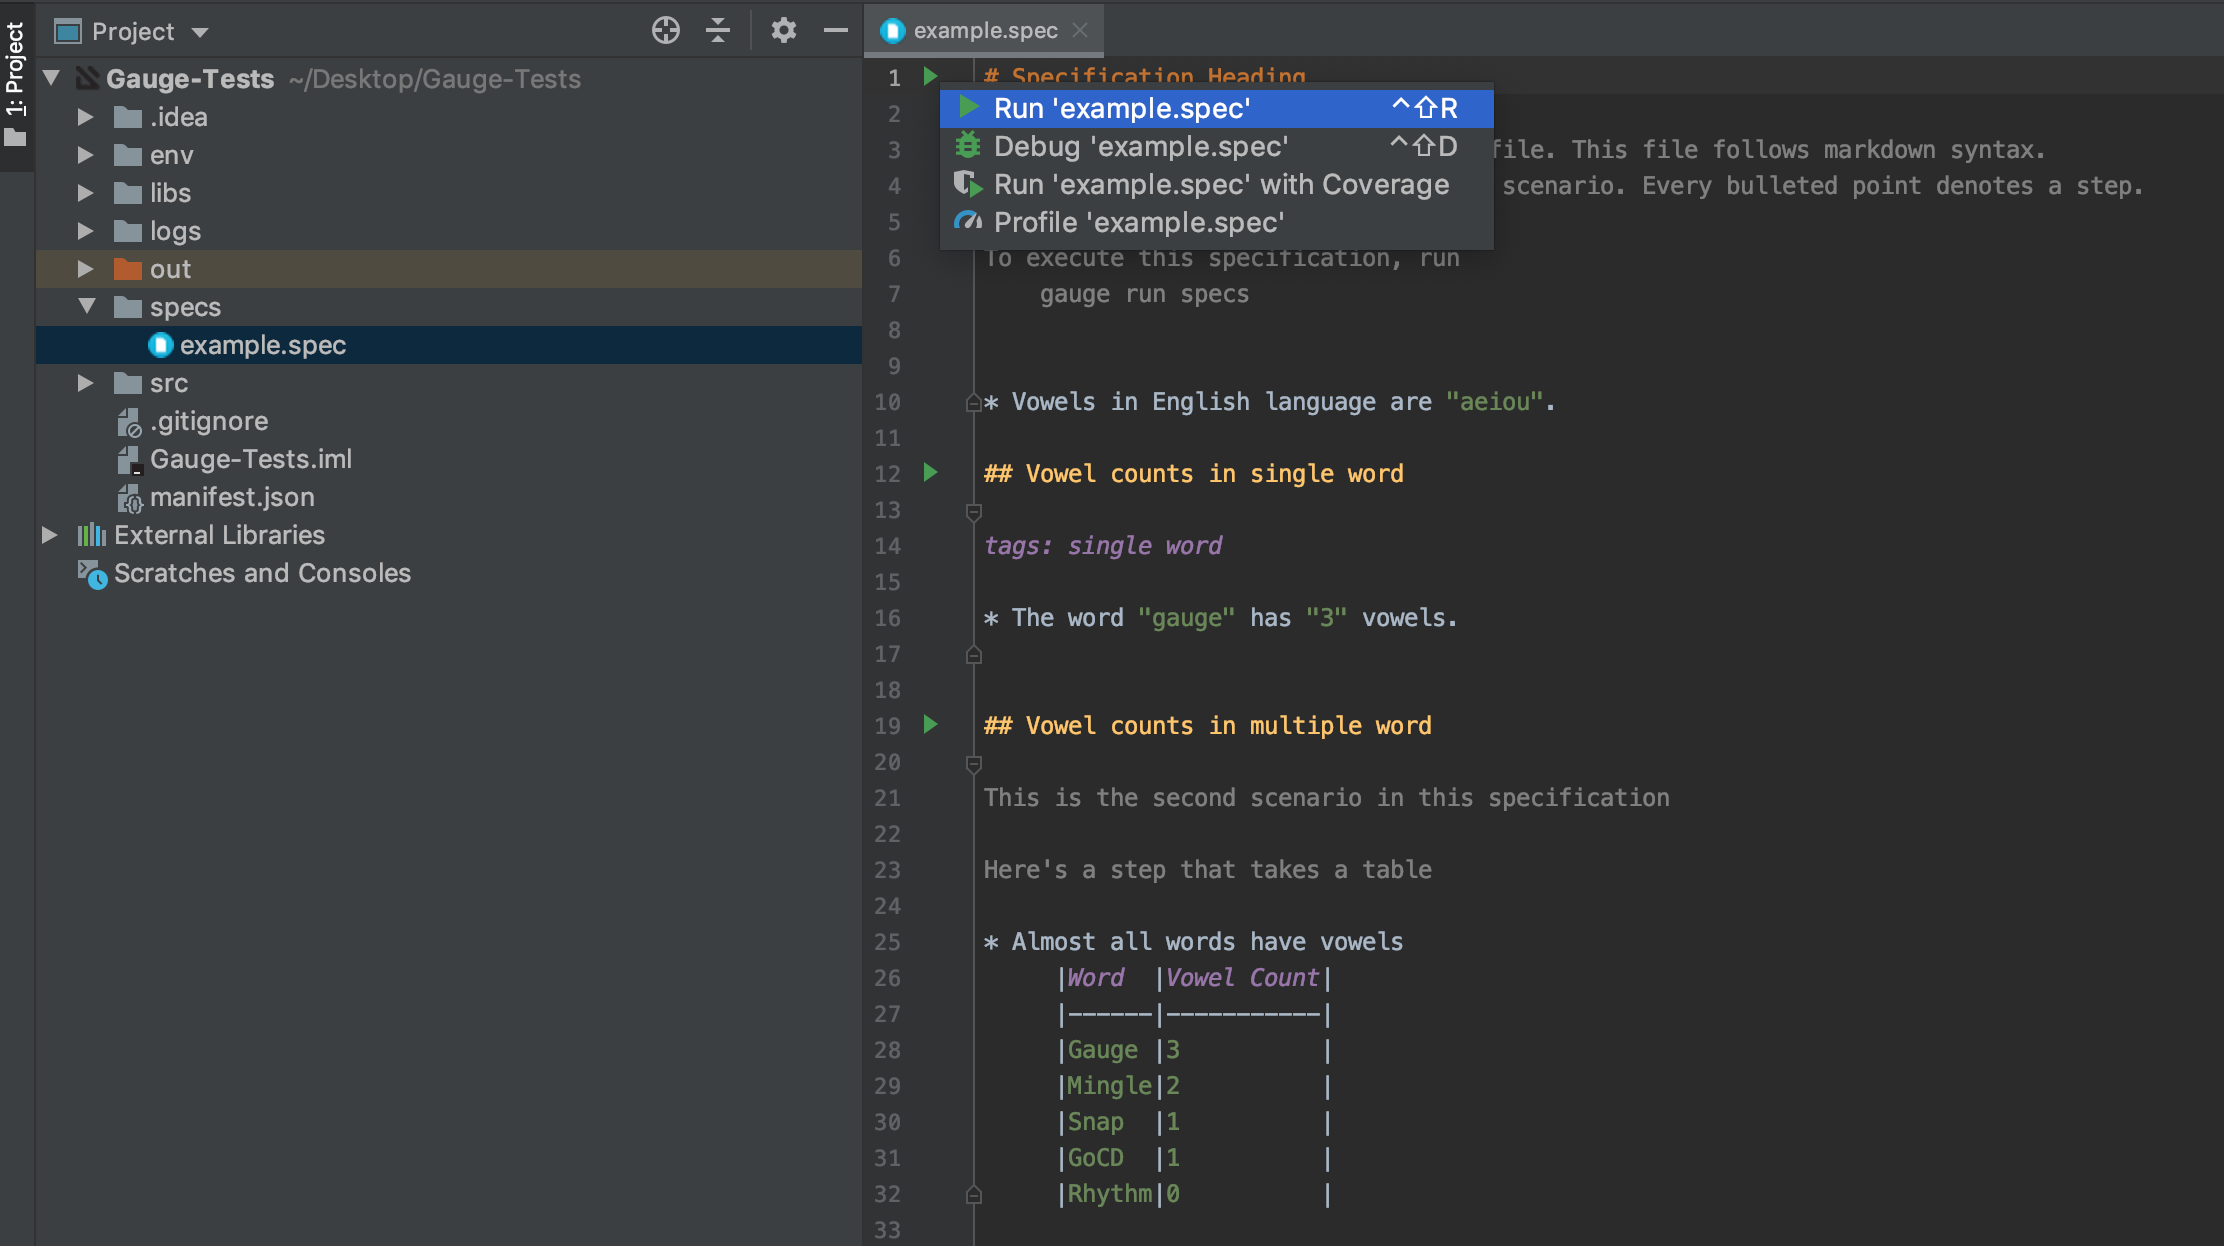 1: Project
Project
Gauge-Tests ~/Desktop/Gauge-Tests
.idea
env
libs
logs
out
specs
example.spec
src
.gitignore
Gauge-Tests.iml
manifest.json
External Libraries
Scratches and Consoles
example.spec
1 # Specification Heading
Run 'example.spec' ^⇧R
Debug 'example.spec' ^⇧D
Run 'example.spec' with Coverage
Profile 'example.spec'
2
3 file. This file follows markdown syntax.
4 scenario. Every bulleted point denotes a step.
5
6 To execute this specification, run
7 gauge run specs
8
9
10 * Vowels in English language are "aeiou".
11
12 ## Vowel counts in single word
13
14 tags: single word
15
16 * The word "gauge" has "3" vowels.
17
18
19 ## Vowel counts in multiple word
20
21 This is the second scenario in this specification
22
23 Here's a step that takes a table
24
25 * Almost all words have vowels
26 |Word  |Vowel Count|
27 |------|-----------|
28 |Gauge |3          |
29 |Mingle|2          |
30 |Snap  |1          |
31 |GoCD  |1          |
32 |Rhythm|0          |
33